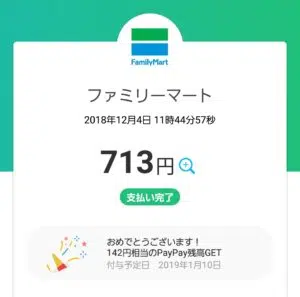 FamilyMart
ファミリーマート
2018年12月4日 11時44分57秒
713円
支払い完了
おめでとうございます！
142円相当のPayPay残高GET
付与予定日 2019年1月10日